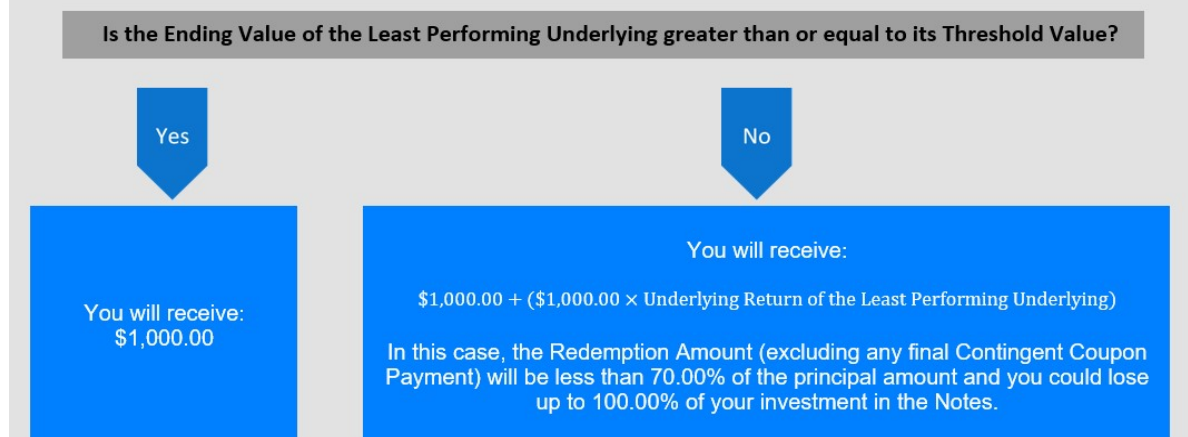 Is the Ending Value of the Least Performing Underlying greater than or equal to its Threshold Value?
Yes
No
You will receive:
$1,000.00
You will receive:
$1,000.00 + ($1,000.00 × Underlying Return of the Least Performing Underlying)
In this case, the Redemption Amount (excluding any final Contingent Coupon
Payment) will be less than 70.00% of the principal amount and you could lose
up to 100.00% of your investment in the Notes.